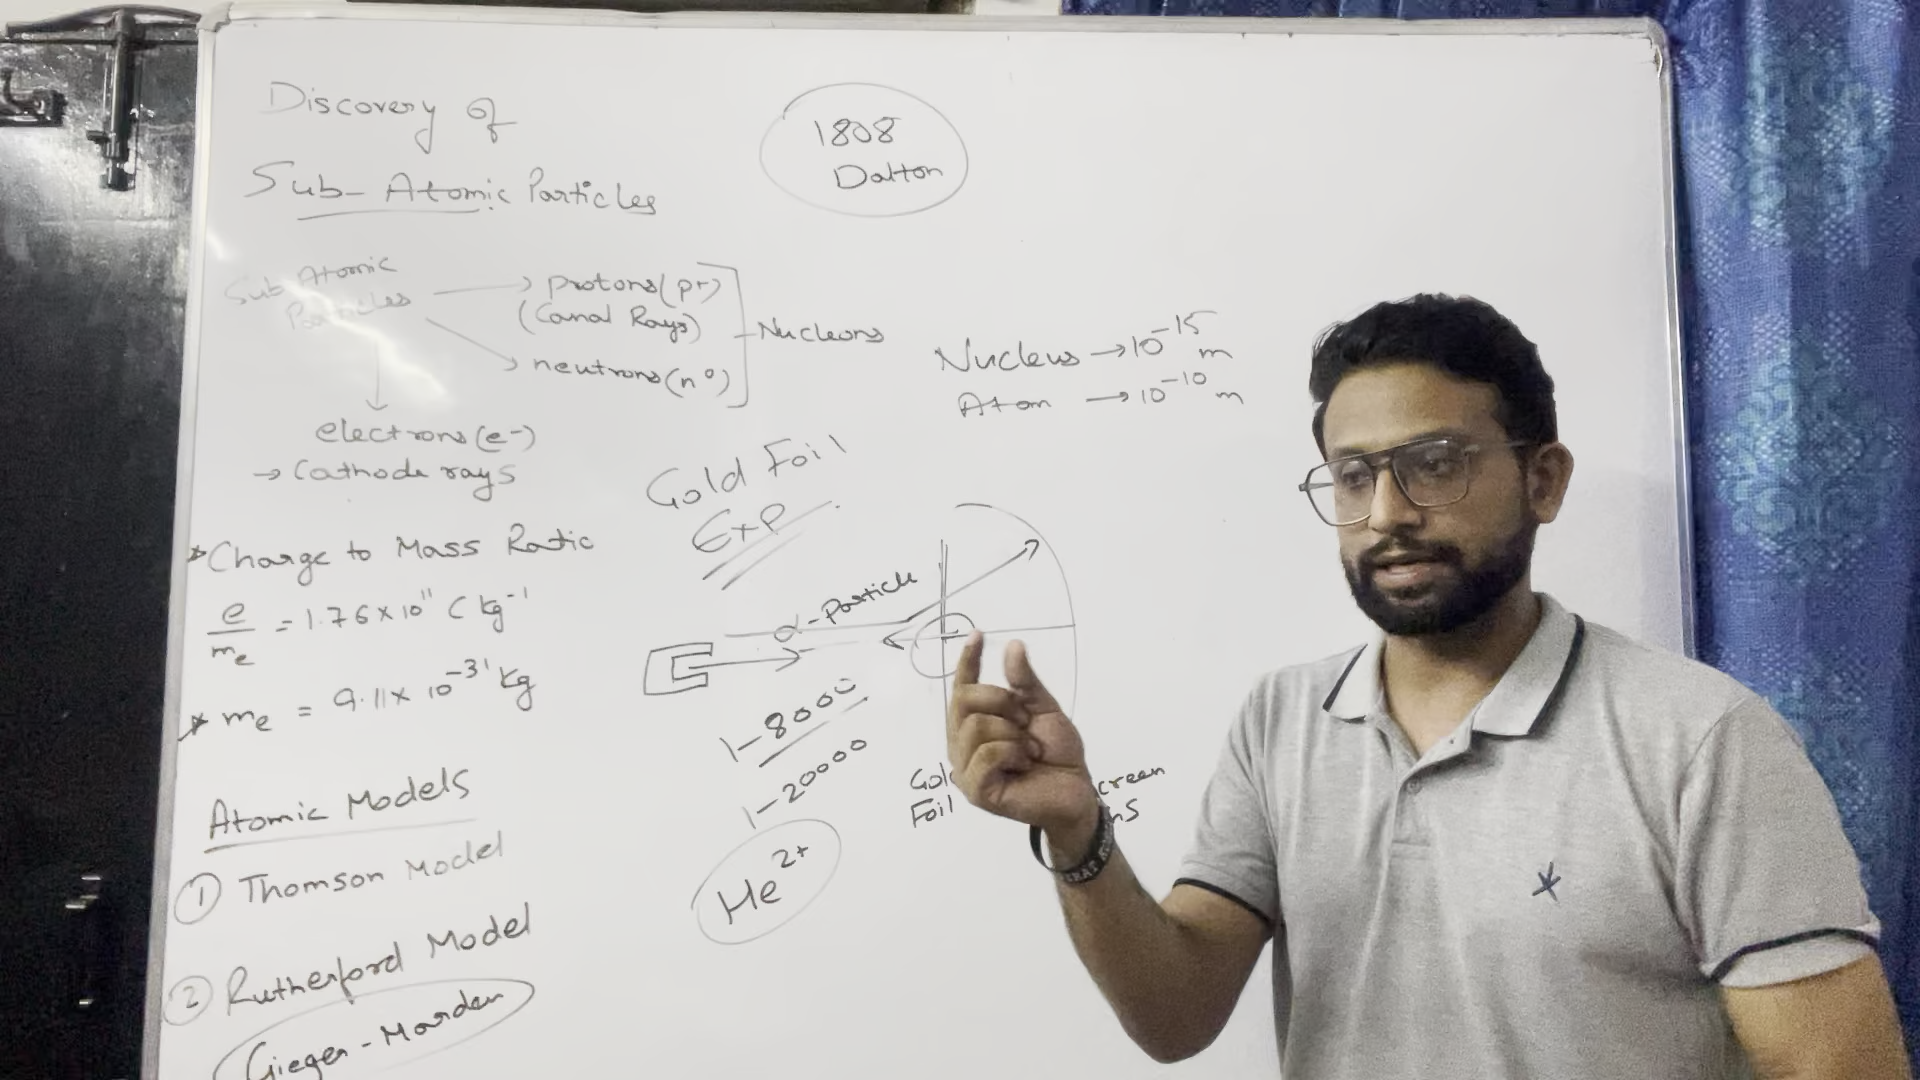 Discovery of
Sub-Atomic Particles
1808
Dalton
Sub Atomic
Particles
protons(p+)
(Canal Rays)
neutrons(n°)
Nucleons
electrons(e-)
→ Cathode rays
Nucleus → 10⁻¹⁵ m
Atom → 10⁻¹⁰ m
* Charge to Mass Ratio
e/mₑ = 1.76 x 10¹¹ C kg⁻¹
* mₑ = 9.11 x 10⁻³¹ kg
Gold Foil
Exp
α-Particle
1-8000
1-20000
He²⁺
Foil
Atomic Models
① Thomson Model
② Rutherford Model
Gieger-Marsden